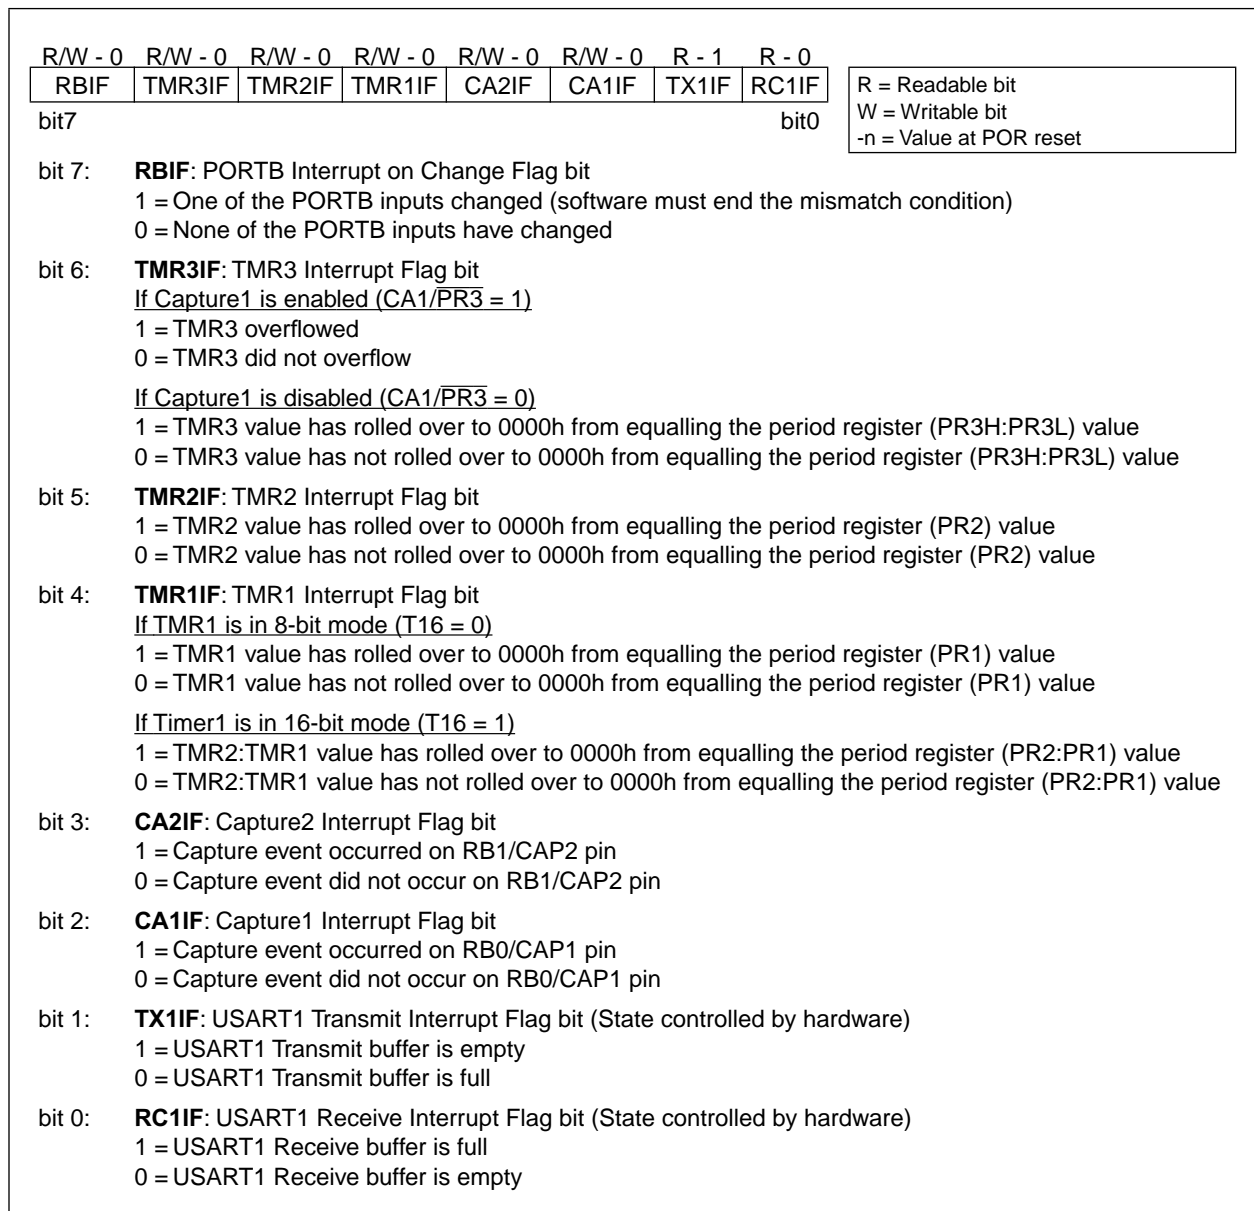 R/W - 0 R/W - 0 R/W - 0 R/W - 0 R/W - 0 R/W - 0 R - 1 R - 0
RBIF TMR3IF TMR2IF TMR1IF CA2IF CA1IF TX1IF RC1IF
bit7 bit0
R = Readable bit
W = Writable bit
-n = Value at POR reset
bit 7: RBIF: PORTB Interrupt on Change Flag bit
1 = One of the PORTB inputs changed (software must end the mismatch condition)
0 = None of the PORTB inputs have changed
bit 6: TMR3IF: TMR3 Interrupt Flag bit
If Capture1 is enabled (CA1/P̅R̅3̅ = 1)
1 = TMR3 overflowed
0 = TMR3 did not overflow
If Capture1 is disabled (CA1/P̅R̅3̅ = 0)
1 = TMR3 value has rolled over to 0000h from equalling the period register (PR3H:PR3L) value
0 = TMR3 value has not rolled over to 0000h from equalling the period register (PR3H:PR3L) value
bit 5: TMR2IF: TMR2 Interrupt Flag bit
1 = TMR2 value has rolled over to 0000h from equalling the period register (PR2) value
0 = TMR2 value has not rolled over to 0000h from equalling the period register (PR2) value
bit 4: TMR1IF: TMR1 Interrupt Flag bit
If TMR1 is in 8-bit mode (T16 = 0)
1 = TMR1 value has rolled over to 0000h from equalling the period register (PR1) value
0 = TMR1 value has not rolled over to 0000h from equalling the period register (PR1) value
If Timer1 is in 16-bit mode (T16 = 1)
1 = TMR2:TMR1 value has rolled over to 0000h from equalling the period register (PR2:PR1) value
0 = TMR2:TMR1 value has not rolled over to 0000h from equalling the period register (PR2:PR1) value
bit 3: CA2IF: Capture2 Interrupt Flag bit
1 = Capture event occurred on RB1/CAP2 pin
0 = Capture event did not occur on RB1/CAP2 pin
bit 2: CA1IF: Capture1 Interrupt Flag bit
1 = Capture event occurred on RB0/CAP1 pin
0 = Capture event did not occur on RB0/CAP1 pin
bit 1: TX1IF: USART1 Transmit Interrupt Flag bit (State controlled by hardware)
1 = USART1 Transmit buffer is empty
0 = USART1 Transmit buffer is full
bit 0: RC1IF: USART1 Receive Interrupt Flag bit (State controlled by hardware)
1 = USART1 Receive buffer is full
0 = USART1 Receive buffer is empty